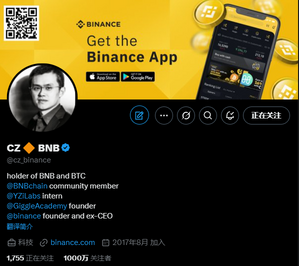 BINANCE
Get the
Binance App
Download on the
App Store
GET IT ON
Google Play
正在关注
CZ 🔶 BNB
@cz_binance
holder of BNB and BTC
@BNBchain community member
@YZiLabs intern
@GiggleAcademy founder
@binance founder and ex-CEO
翻译简介
科技 binance.com 2017年8月 加入
1,755 正在关注 1000万 关注者